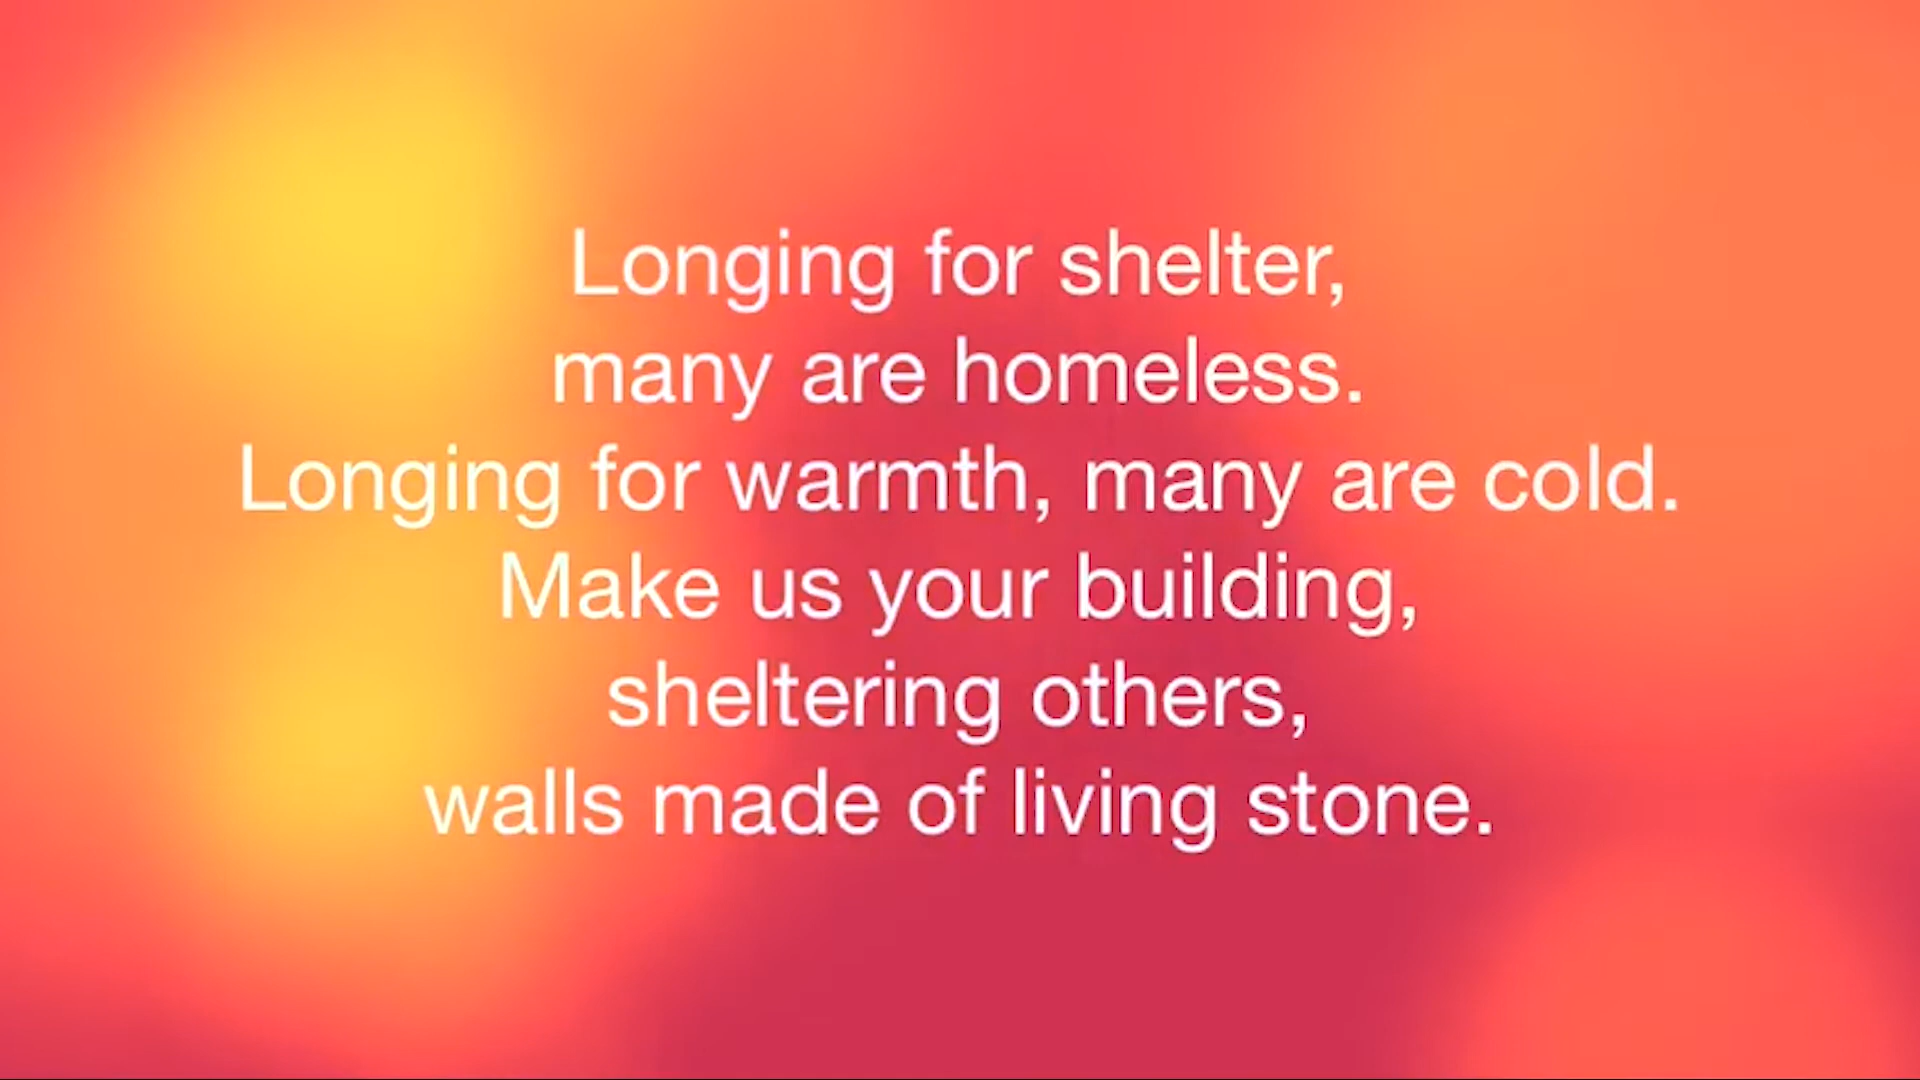 Longing for shelter,
many are homeless.
Longing for warmth, many are cold.
Make us your building,
sheltering others,
walls made of living stone.